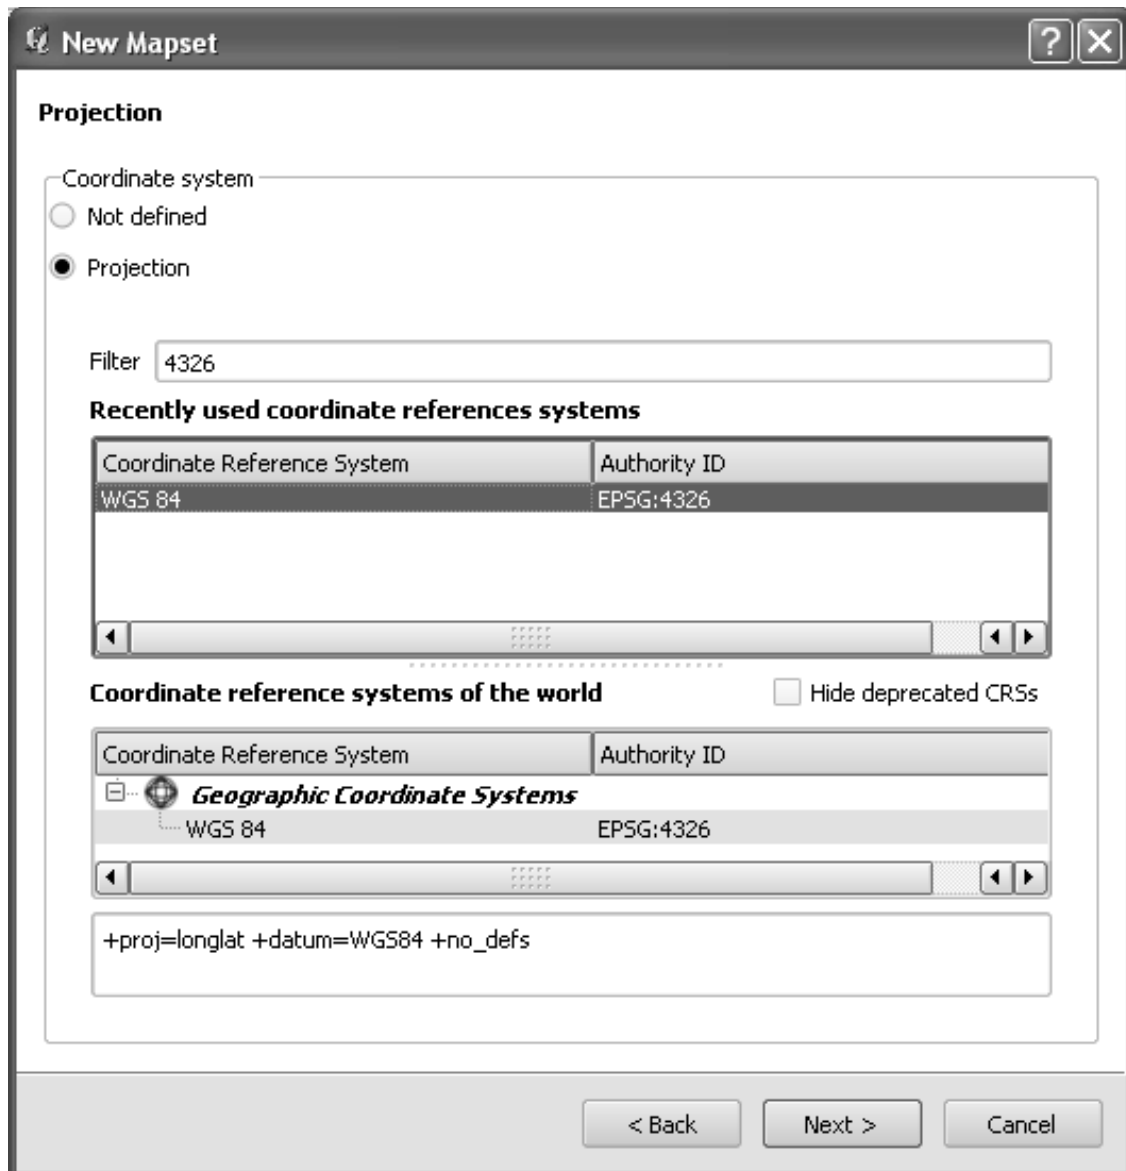 New Mapset
Projection
Coordinate system
Not defined
Projection
Filter 4326
Recently used coordinate references systems
Coordinate Reference System Authority ID
WGS 84 EPSG:4326
Coordinate reference systems of the world Hide deprecated CRSs
Coordinate Reference System Authority ID
Geographic Coordinate Systems
WGS 84 EPSG:4326
+proj=longlat +datum=WGS84 +no_defs
< Back Next > Cancel